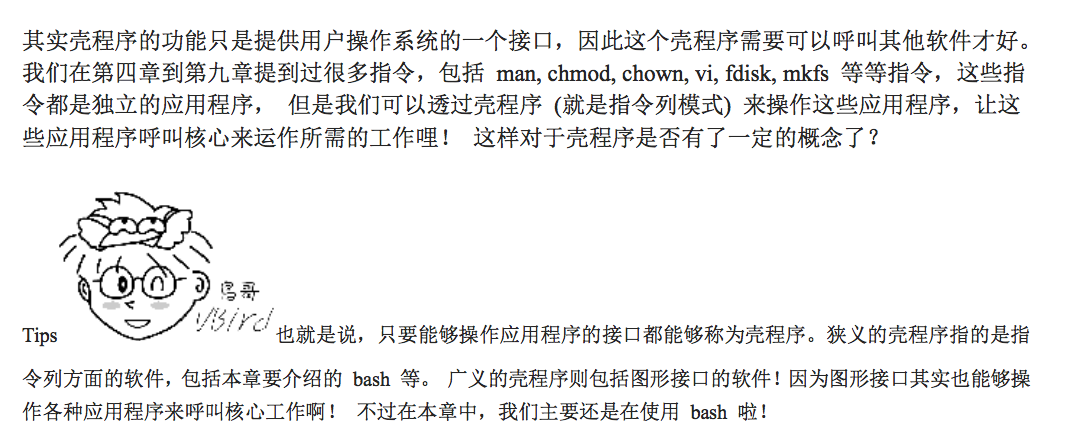 其实壳程序的功能只是提供用户操作系统的一个接口，因此这个壳程序需要可以呼叫其他软件才好。
我们在第四章到第九章提到过很多指令，包括 man, chmod, chown, vi, fdisk, mkfs 等等指令，这些指
令都是独立的应用程序， 但是我们可以透过壳程序 (就是指令列模式) 来操作这些应用程序，让这
些应用程序呼叫核心来运作所需的工作哩！ 这样对于壳程序是否有了一定的概念了？
鸟哥
VBird
Tips 也就是说，只要能够操作应用程序的接口都能够称为壳程序。狭义的壳程序指的是指
令列方面的软件，包括本章要介绍的 bash 等。 广义的壳程序则包括图形接口的软件！因为图形接口其实也能够操
作各种应用程序来呼叫核心工作啊！ 不过在本章中，我们主要还是在使用 bash 啦！